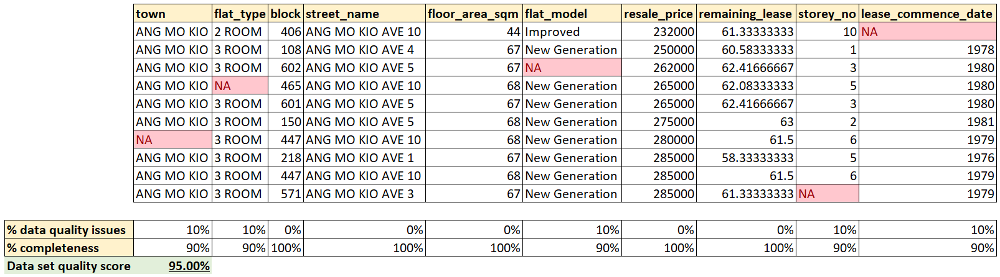 town flat_type block street_name floor_area_sqm flat_model resale_price remaining_lease storey_no lease_commence_date
ANG MO KIO 2 ROOM 406 ANG MO KIO AVE 10 44 Improved 232000 61.33333333 10 NA
ANG MO KIO 3 ROOM 108 ANG MO KIO AVE 4 67 New Generation 250000 60.58333333 1 1978
ANG MO KIO 3 ROOM 602 ANG MO KIO AVE 5 67 NA 262000 62.41666667 3 1980
ANG MO KIO NA 465 ANG MO KIO AVE 10 68 New Generation 265000 62.08333333 5 1980
ANG MO KIO 3 ROOM 601 ANG MO KIO AVE 5 67 New Generation 265000 62.41666667 3 1980
ANG MO KIO 3 ROOM 150 ANG MO KIO AVE 5 68 New Generation 275000 63 2 1981
NA 3 ROOM 447 ANG MO KIO AVE 10 68 New Generation 280000 61.5 6 1979
ANG MO KIO 3 ROOM 218 ANG MO KIO AVE 1 67 New Generation 285000 58.33333333 5 1976
ANG MO KIO 3 ROOM 447 ANG MO KIO AVE 10 68 New Generation 285000 61.5 6 1979
ANG MO KIO 3 ROOM 571 ANG MO KIO AVE 3 67 New Generation 285000 61.33333333 NA 1979
% data quality issues 10% 10% 0% 0% 0% 10% 0% 0% 10% 10%
% completeness 90% 90% 100% 100% 100% 90% 100% 100% 90% 90%
Data set quality score 95.00%